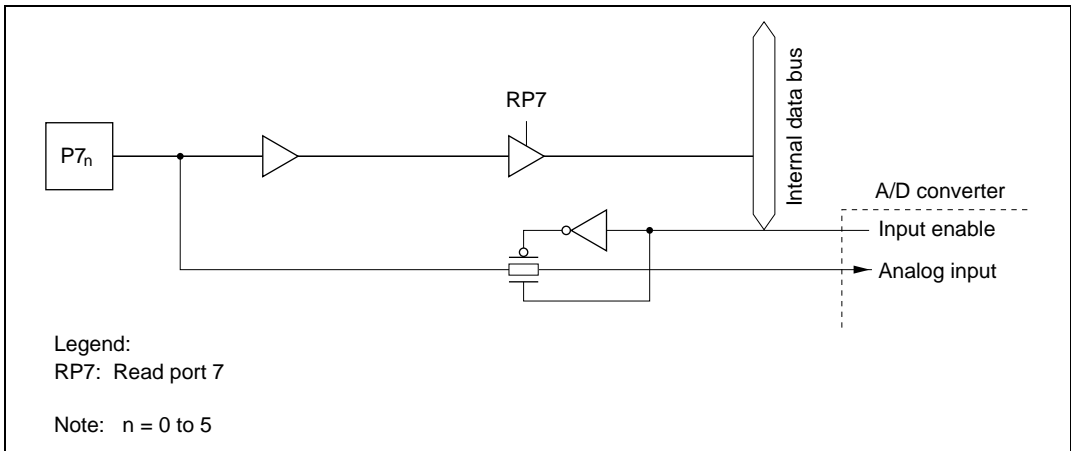 RP7
P7n
Internal data bus
A/D converter
Input enable
Analog input
Legend:
RP7: Read port 7
Note: n = 0 to 5